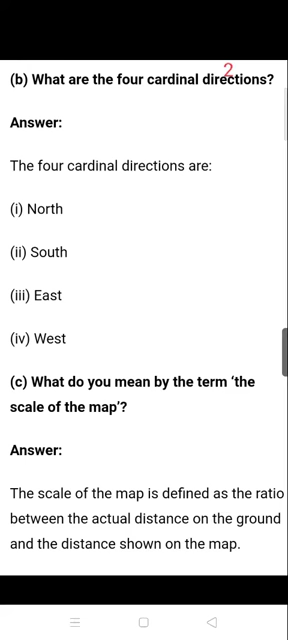 2
(b) What are the four cardinal directions?
Answer:
The four cardinal directions are:
(i) North
(ii) South
(iii) East
(iv) West
(c) What do you mean by the term ‘the
scale of the map’?
Answer:
The scale of the map is defined as the ratio
between the actual distance on the ground
and the distance shown on the map.